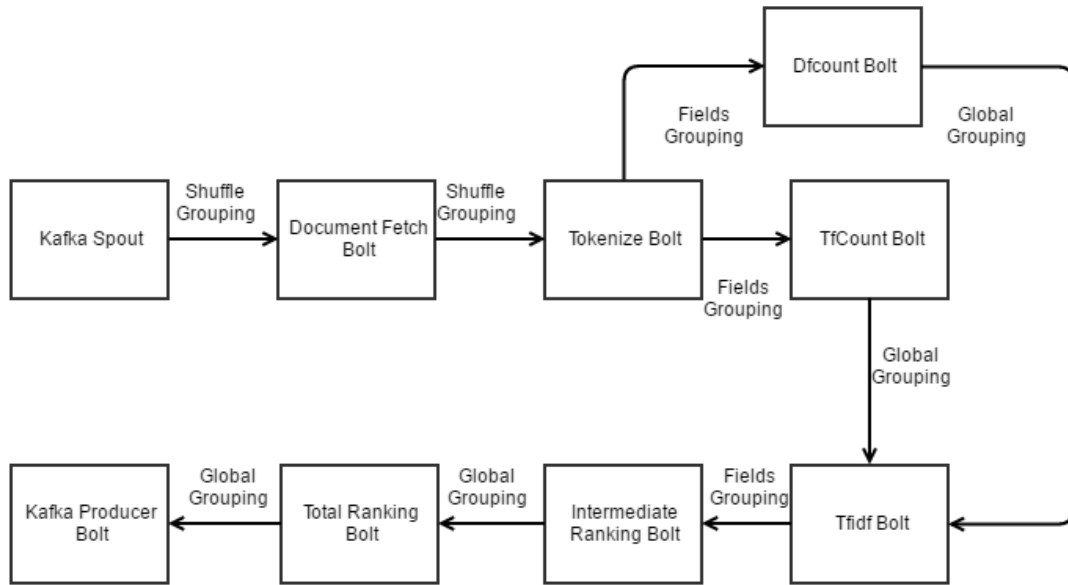 Dfcount Bolt
Fields
Grouping
Global
Grouping
Kafka Spout
Shuffle
Grouping
Document Fetch
Bolt
Shuffle
Grouping
Tokenize Bolt
Fields
Grouping
TfCount Bolt
Global
Grouping
Kafka Producer
Bolt
Global
Grouping
Total Ranking
Bolt
Global
Grouping
Intermediate
Ranking Bolt
Fields
Grouping
Tfidf Bolt